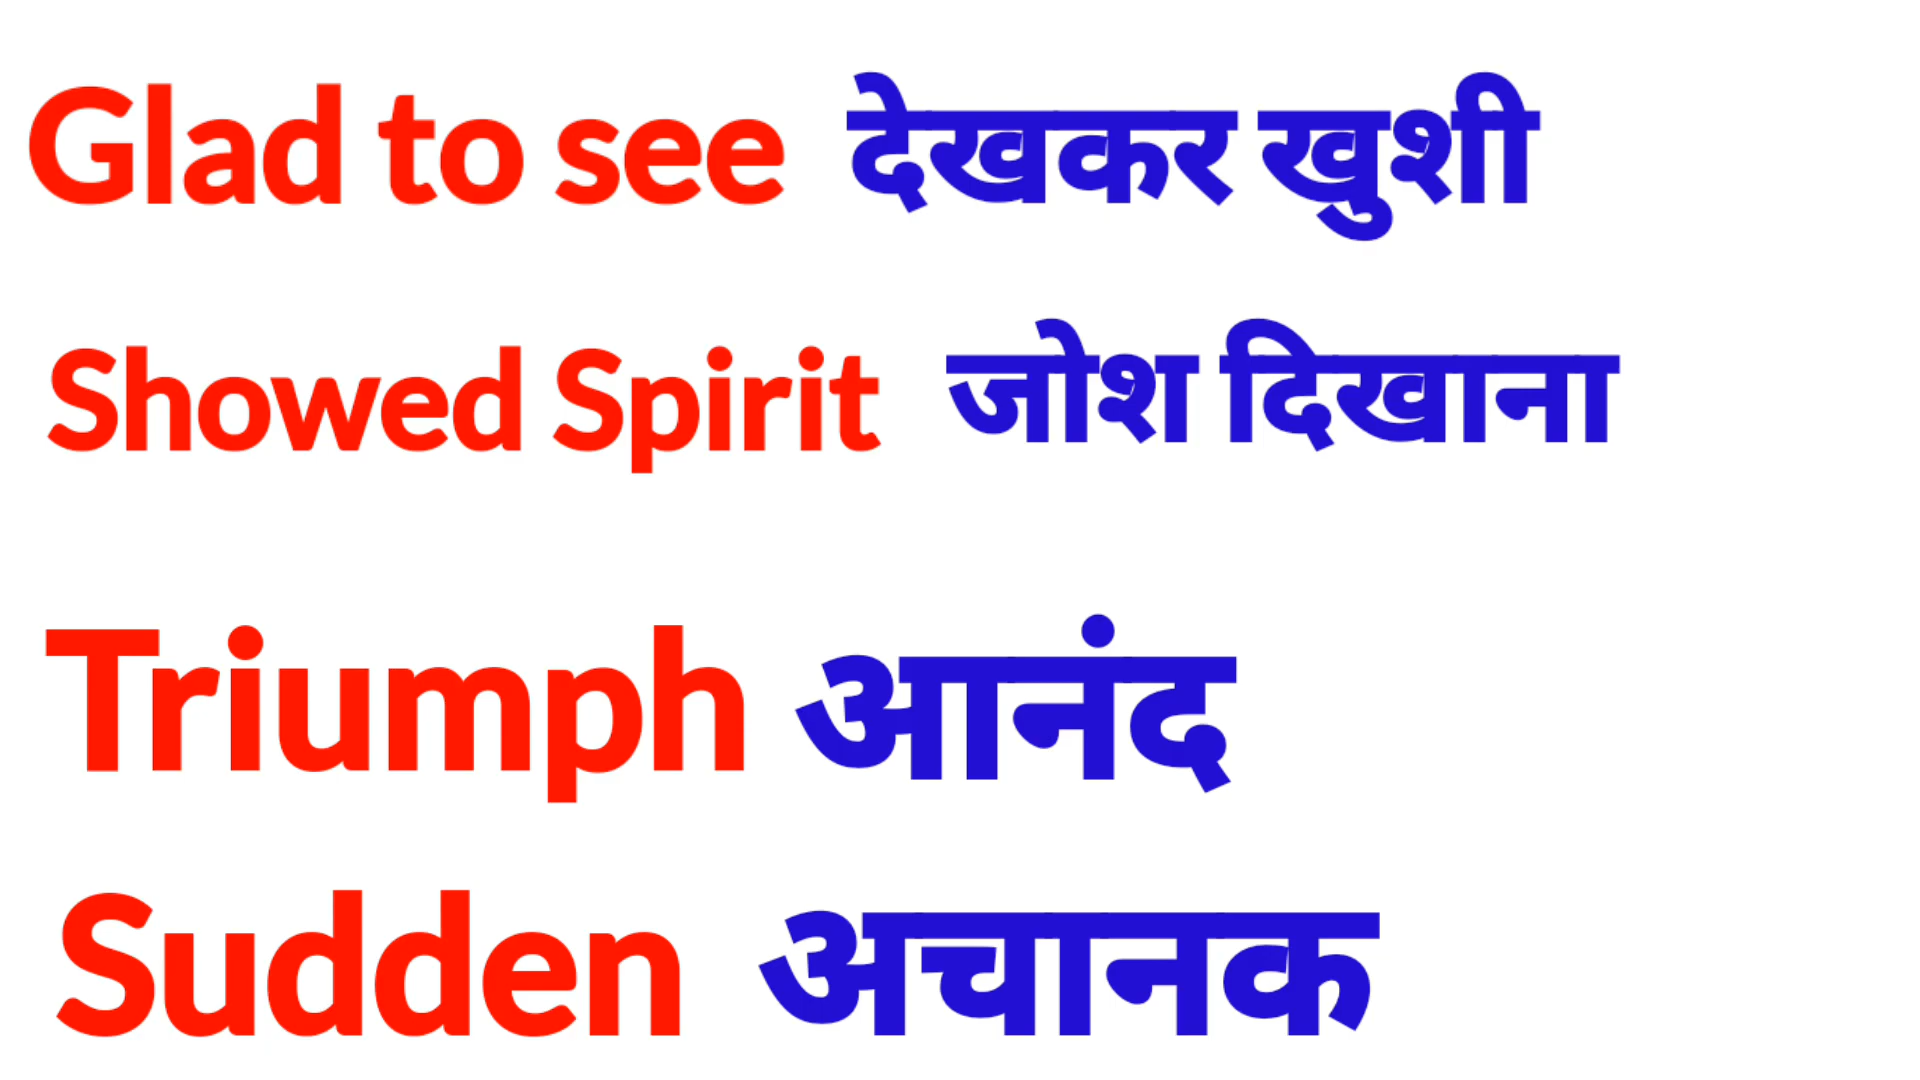 Glad to see देखकर खुशी
Showed Spirit जोश दिखाना
Triumph आनंद
Sudden अचानक